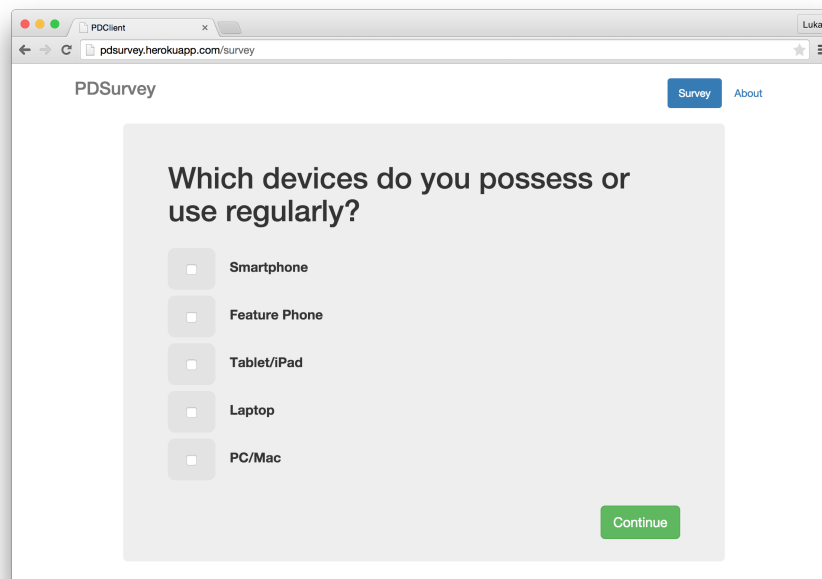 PDClient
Luka
pdsurvey.herokuapp.com/survey
PDSurvey
Survey
About
Which devices do you possess or
use regularly?
Smartphone
Feature Phone
Tablet/iPad
Laptop
PC/Mac
Continue